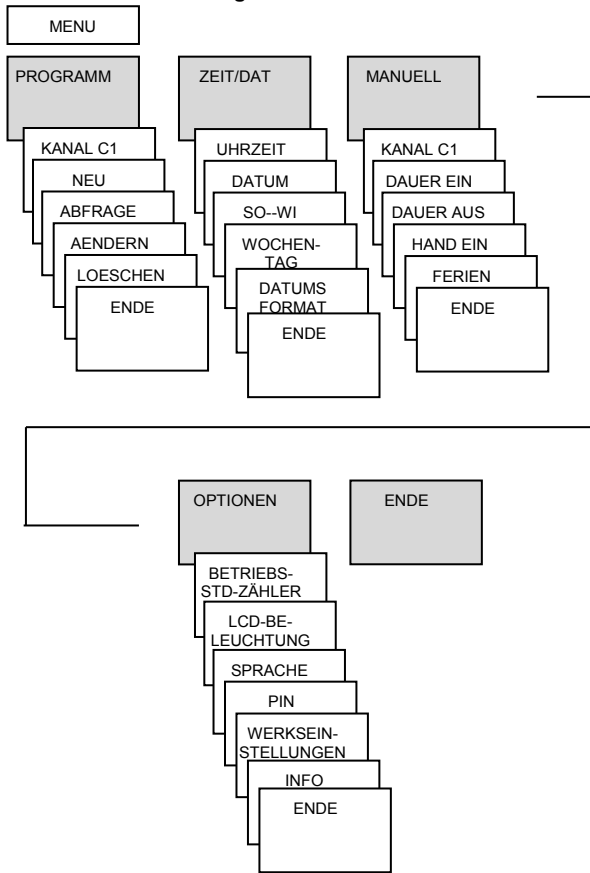 MENU
PROGRAMM
KANAL C1
NEU
ABFRAGE
AENDERN
LOESCHEN
ENDE
ZEIT/DAT
UHRZEIT
DATUM
SO--WI
WOCHEN-
TAG
DATUMS
FORMAT
ENDE
MANUELL
KANAL C1
DAUER EIN
DAUER AUS
HAND EIN
FERIEN
ENDE
OPTIONEN
BETRIEBS-
STD-ZÄHLER
LCD-BE-
LEUCHTUNG
SPRACHE
PIN
WERKSEIN-
STELLUNGEN
INFO
ENDE
ENDE